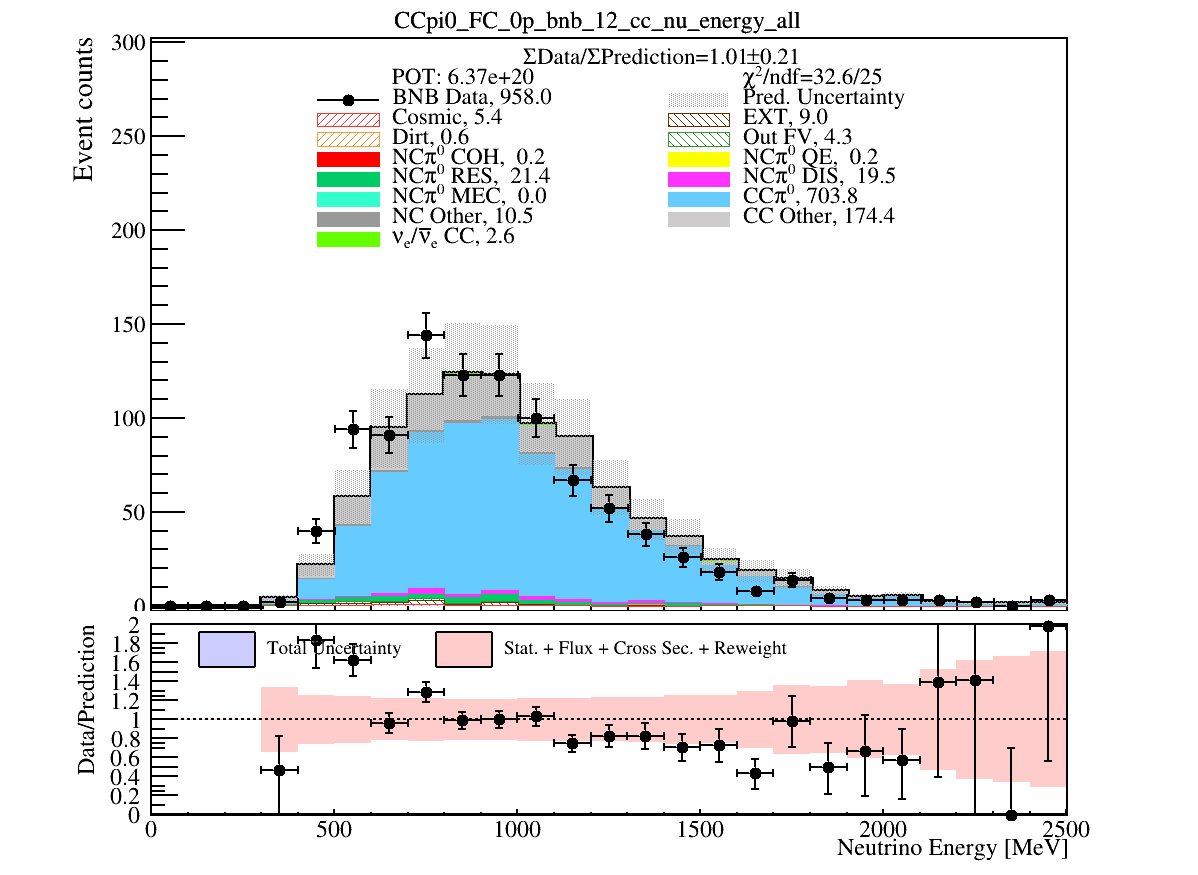 CCpi0_FC_0p_bnb_12_cc_nu_energy_all
ΣData/ΣPrediction=1.01±0.21
POT: 6.37e+20 χ²/ndf=32.6/25
BNB Data, 958.0 Pred. Uncertainty
Cosmic, 5.4 EXT, 9.0
Dirt, 0.6 Out FV, 4.3
NCπ⁰ COH, 0.2 NCπ⁰ QE, 0.2
NCπ⁰ RES, 21.4 NCπ⁰ DIS, 19.5
NCπ⁰ MEC, 0.0 CCπ⁰, 703.8
NC Other, 10.5 CC Other, 174.4
νₑ/ν̅ₑ CC, 2.6
Event counts
300
250
200
150
100
50
0
Total Uncertainty Stat. + Flux + Cross Sec. + Reweight
Data/Prediction
2
1.8
1.6
1.4
1.2
1
0.8
0.6
0.4
0.2
0
0 500 1000 1500 2000 2500
Neutrino Energy [MeV]